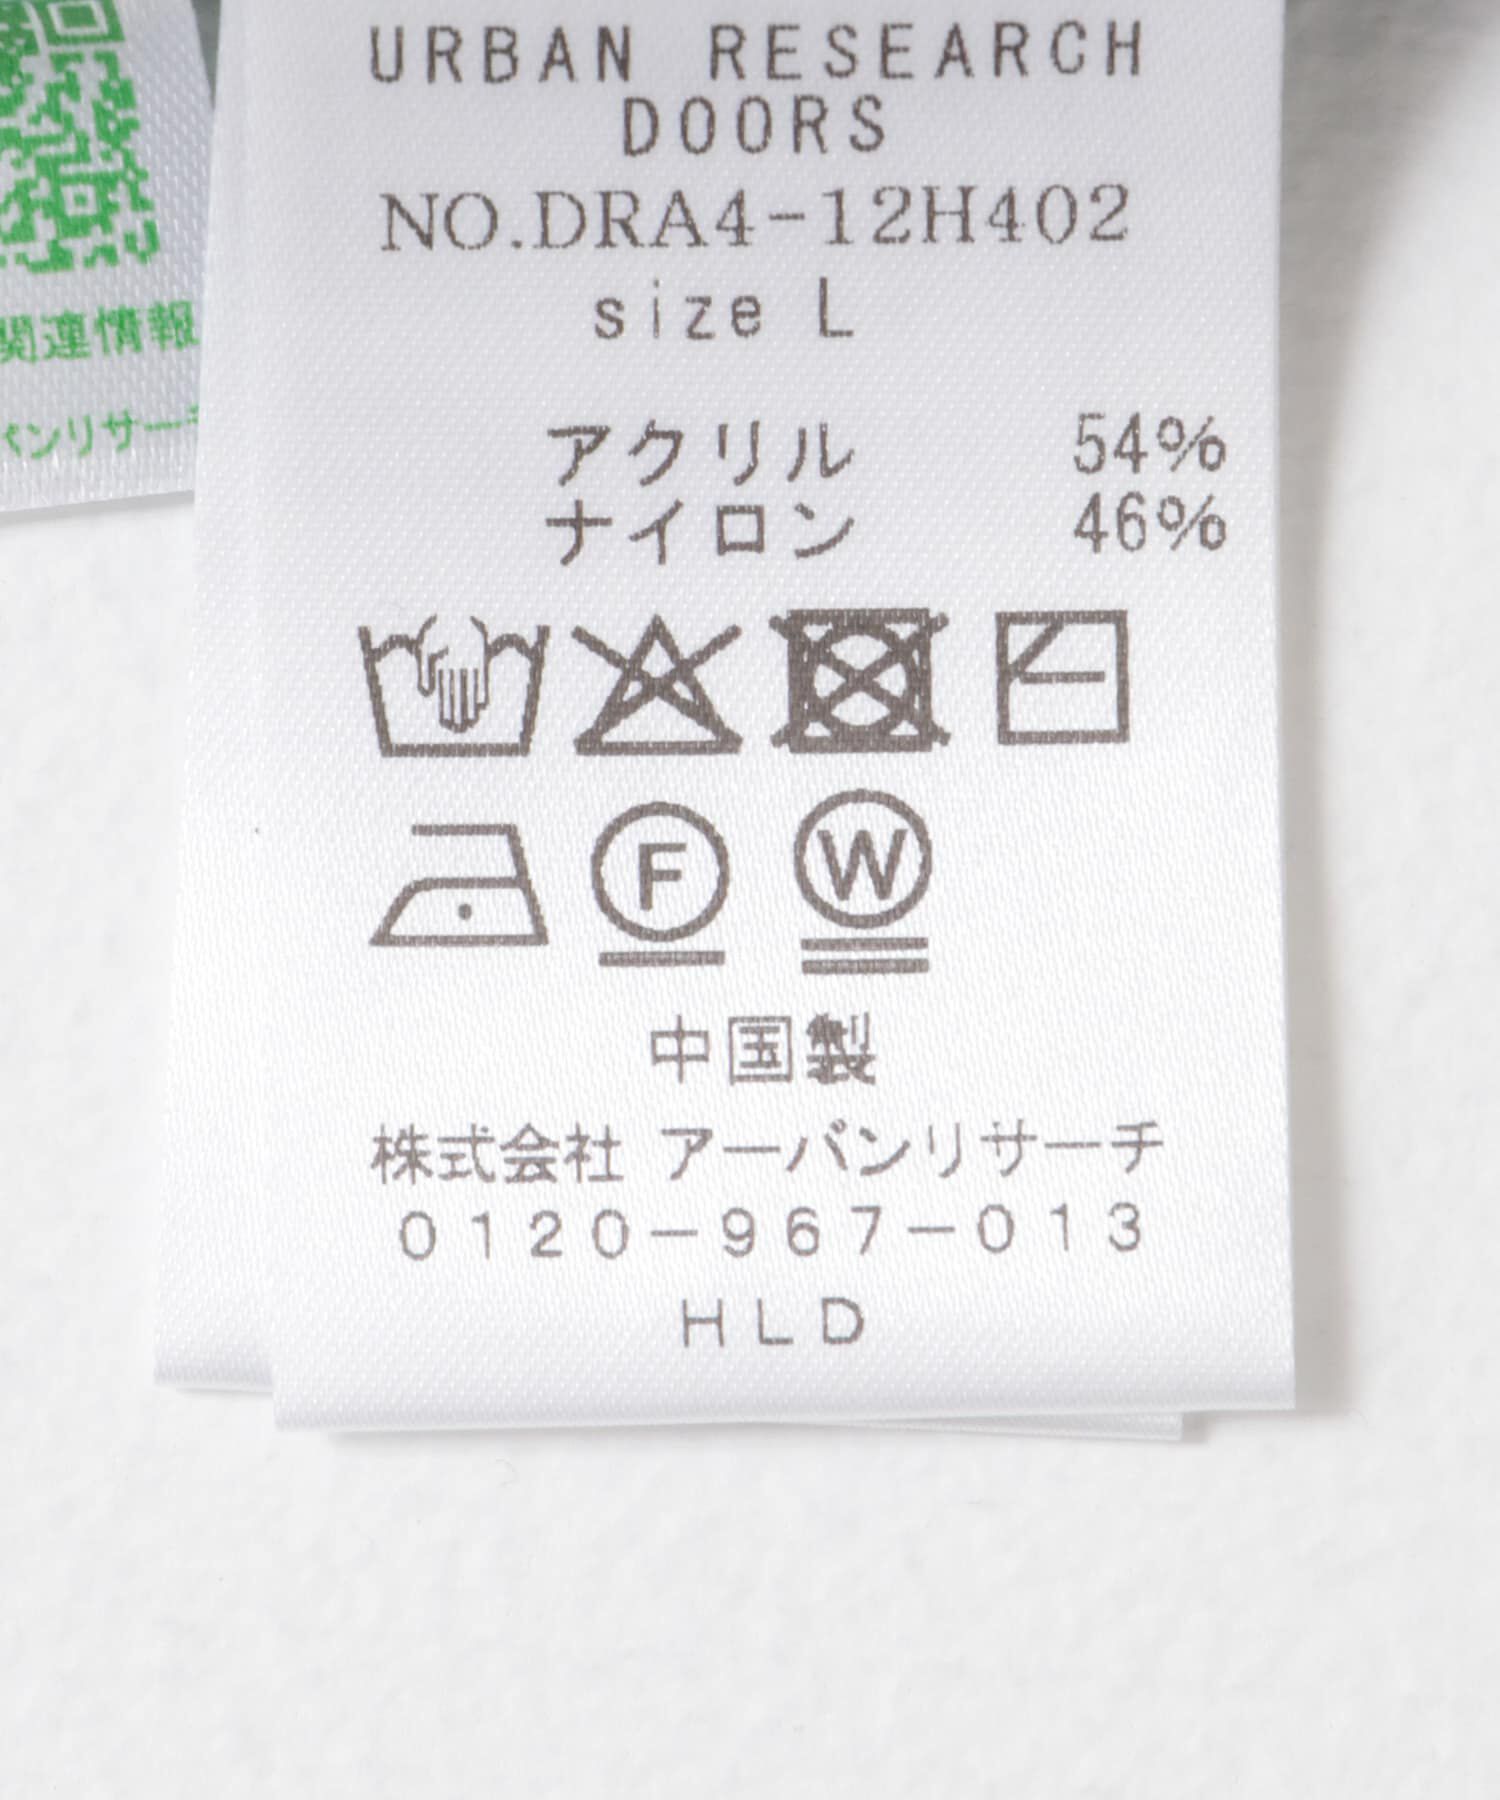 URBAN RESEARCH
DOORS
NO.DRA4-12H402
size L
アクリル 54%
ナイロン 46%
F
W
中国製
株式会社 アーバンリサーチ
0120-967-013
HLD
関連情報
バンリサーチ